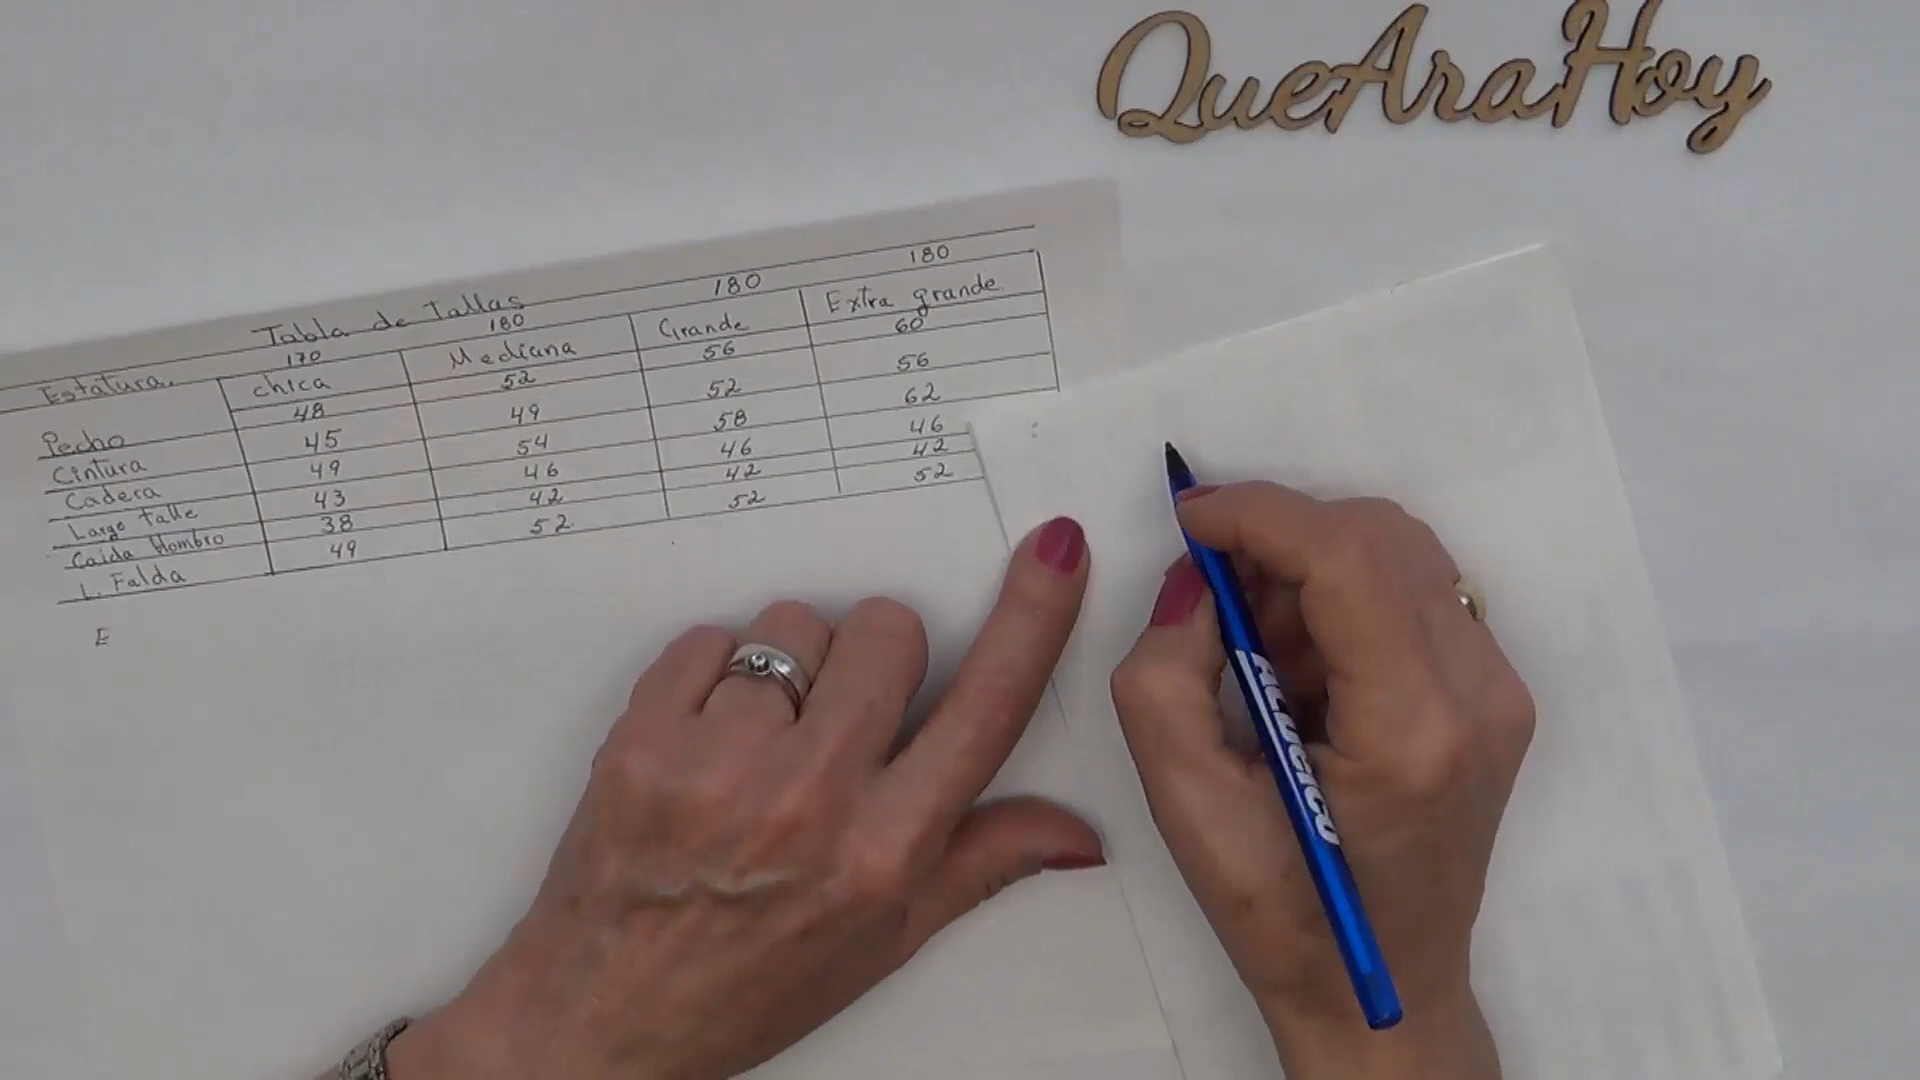 QueAraHoy
Tabla de Tallas
Estatura. 170 180 180 180
chica Mediana Grande Extra grande
Pecho 48 52 56 60
Cintura 45 49 52 56
Cadera 49 54 58 62
Largo talle 43 46 46 46
Caida Hombro 38 42 42 42
L. Falda 49 52 52 52
E